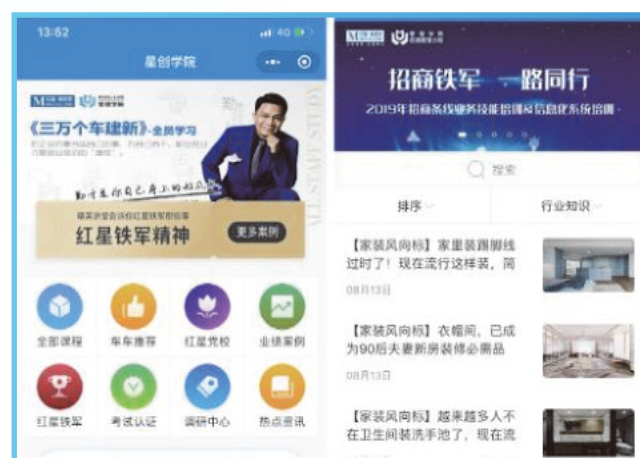 13:52
4G
星创学院
《三万个车建新》-全员学习
ALL STAFF STUDY
红星铁军精神
更多案例
全部课程
车车推荐
红星党校
业绩案例
红星铁军
考试认证
调研中心
热点资讯
招商铁军 一路同行
2019年招商条线业务技能培训及信息化系统培训
搜索
排序
行业知识
【家装风向标】家里装踢脚线
过时了！现在流行这样装，简
08月13日
【家装风向标】衣帽间，已成
为90后夫妻新房装修必需品
08月13日
【家装风向标】越来越多人不
在卫生间装洗手池了，现在流